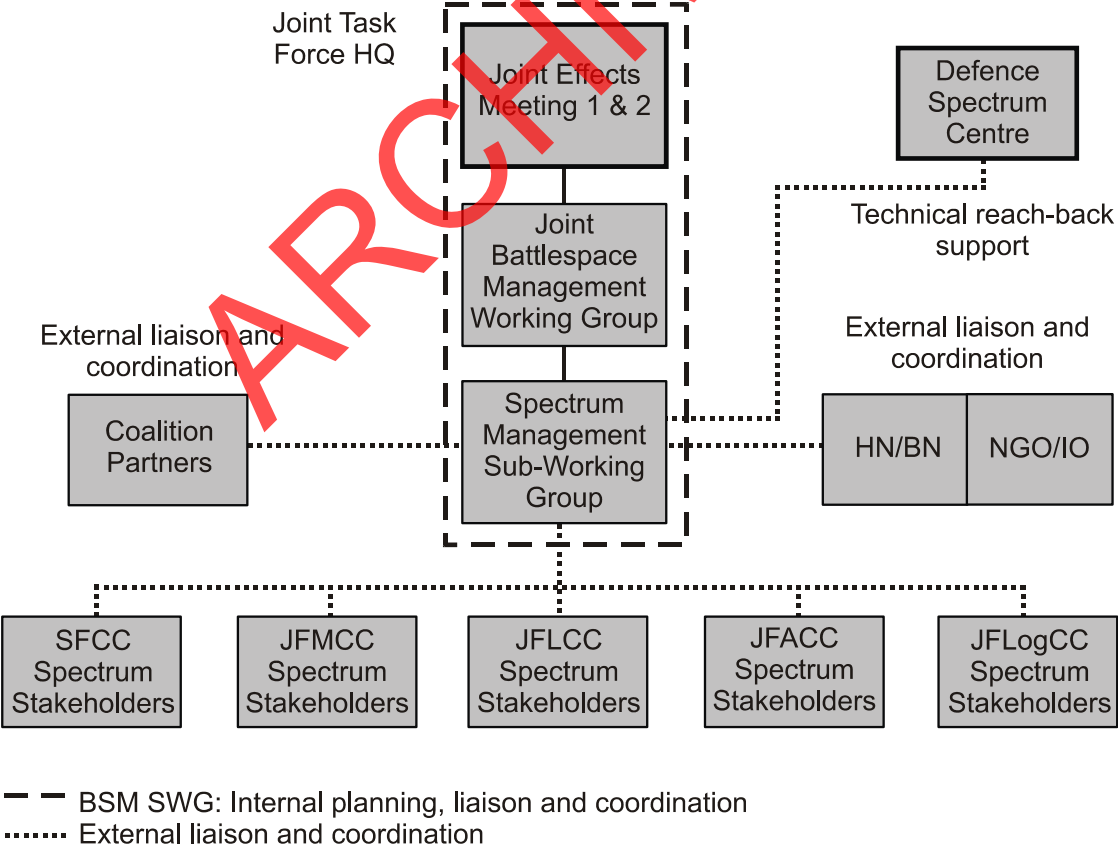 Joint Task
Force HQ
Joint Effects
Meeting 1 & 2
Defence
Spectrum
Centre
Technical reach-back
support
Joint
Battlespace
Management
Working Group
External liaison and
coordination
External liaison and
coordination
Coalition
Partners
Spectrum
Management
Sub-Working
Group
HN/BN
NGO/IO
SFCC
Spectrum
Stakeholders
JFMCC
Spectrum
Stakeholders
JFLCC
Spectrum
Stakeholders
JFACC
Spectrum
Stakeholders
JFLogCC
Spectrum
Stakeholders
BSM SWG: Internal planning, liaison and coordination
External liaison and coordination